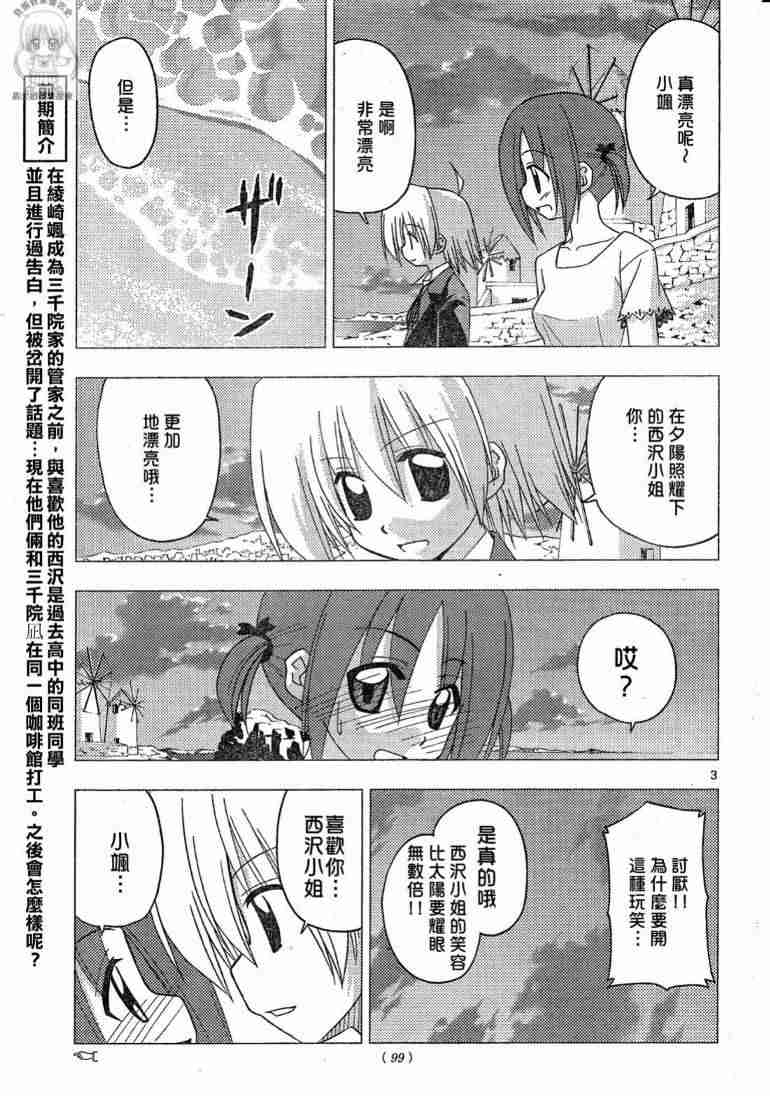 真漂亮呢~
小颯
是啊
非常漂亮
但是…
ザーン
在夕陽照耀下
的西沢小姐
你…
更加
地漂亮哦…
哎?
3
討厭!!
為什麼要開
這種玩笑…
是真的哦
西沢小姐的笑容
比太陽要耀眼
無數倍!!
喜歡你…
西沢小姐
小颯…
前期簡介
在綾崎颯成為三千院家的管家之前，與喜歡他的西沢是過去高中的同班同學
並且進行過告白，但被岔開了話題…現在他們倆和三千院凪在同一個咖啡館打工。之後會怎麼樣呢?
(99)